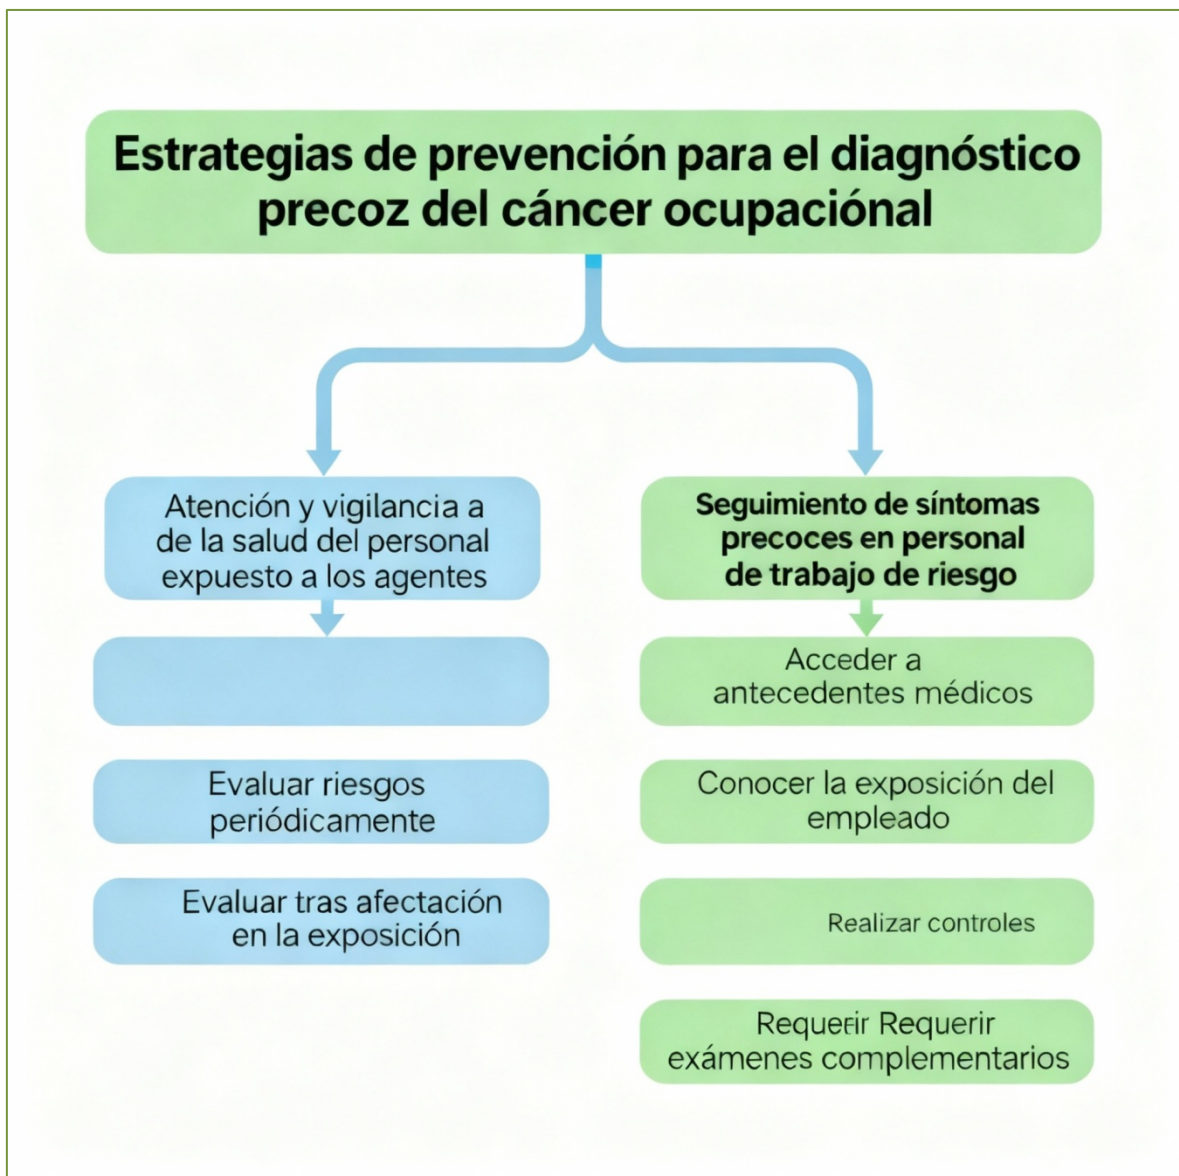 Estrategias de prevención para el diagnóstico
precoz del cáncer ocupaciónal
Atención y vigilancia a
de la salud del personal
expuesto a los agentes
Evaluar riesgos
periódicamente
Evaluar tras afectación
en la exposición
Seguimiento de síntomas
precoces en personal
de trabajo de riesgo
Acceder a
antecedentes médicos
Conocer la exposición del
empleado
Realizar controles
Requerir Requerir
exámenes complementarios